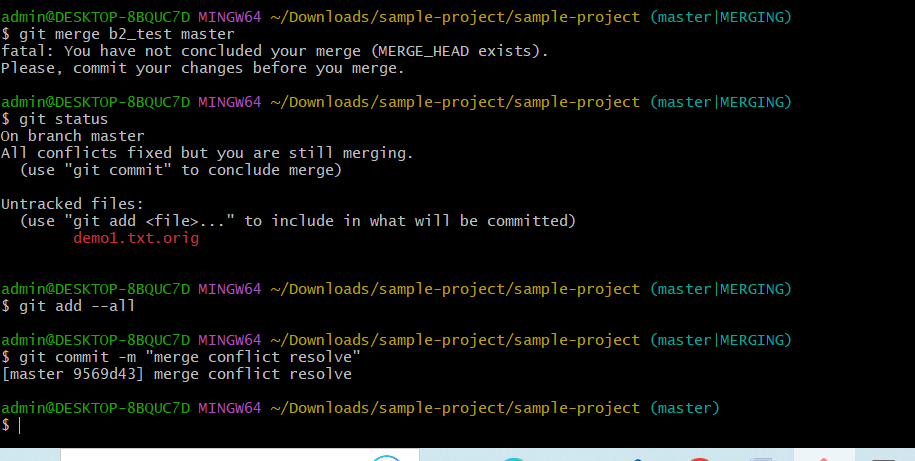 admin@DESKTOP-8BQUC7D MINGW64 ~/Downloads/sample-project/sample-project (master|MERGING)
$ git merge b2_test master
fatal: You have not concluded your merge (MERGE_HEAD exists).
Please, commit your changes before you merge.
admin@DESKTOP-8BQUC7D MINGW64 ~/Downloads/sample-project/sample-project (master|MERGING)
$ git status
On branch master
All conflicts fixed but you are still merging.
  (use "git commit" to conclude merge)
Untracked files:
  (use "git add <file>..." to include in what will be committed)
        demo1.txt.orig
admin@DESKTOP-8BQUC7D MINGW64 ~/Downloads/sample-project/sample-project (master|MERGING)
$ git add --all
admin@DESKTOP-8BQUC7D MINGW64 ~/Downloads/sample-project/sample-project (master|MERGING)
$ git commit -m "merge conflict resolve"
[master 9569d43] merge conflict resolve
admin@DESKTOP-8BQUC7D MINGW64 ~/Downloads/sample-project/sample-project (master)
$